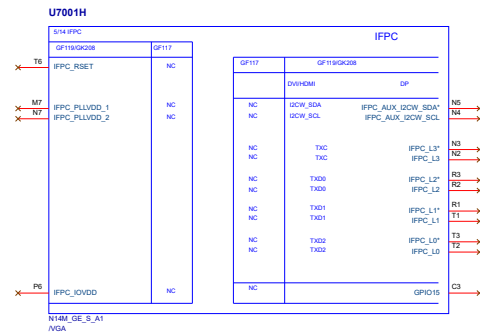 U7001H
5/14 IFPC
IFPC
GF119/GK208 GF117
T6 IFPC_RSET NC
GF117 GF119/GK208
DVI/HDMI DP
M7 IFPC_PLLVDD_1 NC
N7 IFPC_PLLVDD_2 NC
NC I2CW_SDA IFPC_AUX_I2CW_SDA* N5
NC I2CW_SCL IFPC_AUX_I2CW_SCL N4
NC TXC IFPC_L3* N3
NC TXC IFPC_L3 N2
NC TXD0 IFPC_L2* R3
NC TXD0 IFPC_L2 R2
NC TXD1 IFPC_L1* R1
NC TXD1 IFPC_L1 T1
NC TXD2 IFPC_L0* T3
NC TXD2 IFPC_L0 T2
P6 IFPC_IOVDD NC
NC GPIO15 C3
N14M_GE_S_A1
/VGA